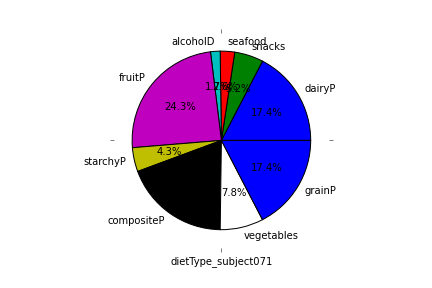 alcoholD
seafood
snacks
fruitP
dairyP
24.3%
17.4%
4.3%
17.4%
starchyP
7.8%
grainP
compositeP
vegetables
dietType_subject071